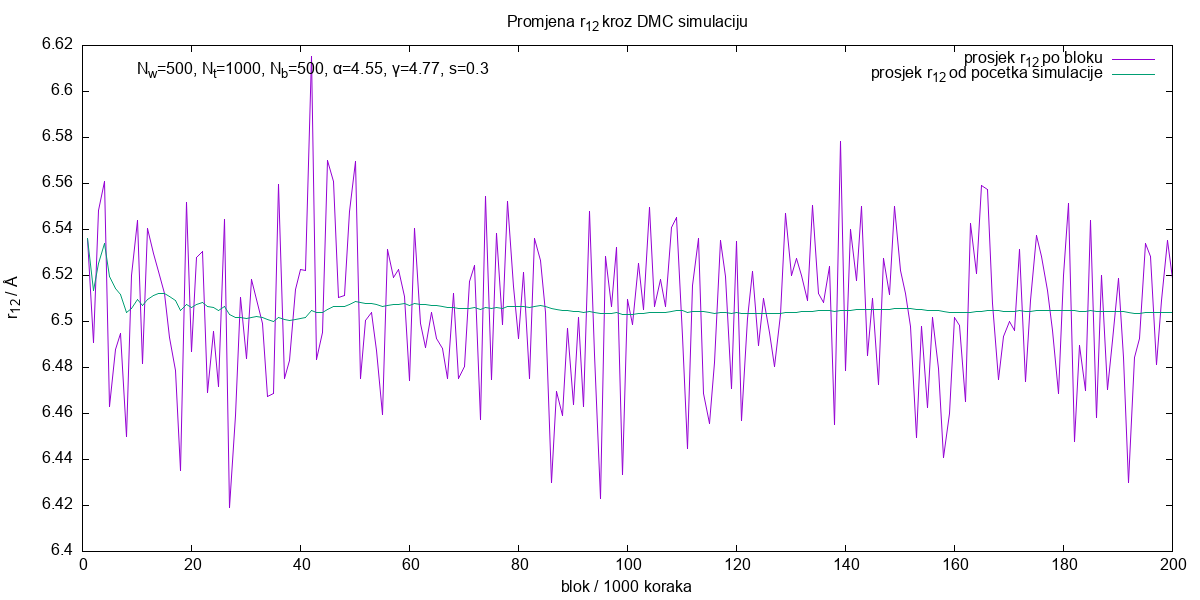 Promjena r12 kroz DMC simulaciju
Nw=500, Nt=1000, Nb=500, α=4.55, γ=4.77, s=0.3
prosjek r12 po bloku
prosjek r12 od pocetka simulacije
r12 / Å
6.62
6.6
6.58
6.56
6.54
6.52
6.5
6.48
6.46
6.44
6.42
6.4
0 20 40 60 80 100 120 140 160 180 200
blok / 1000 koraka